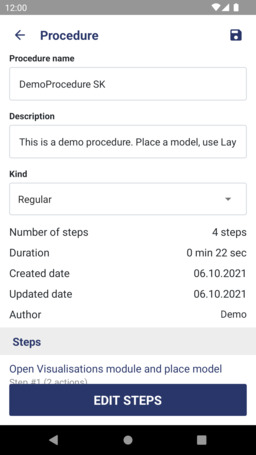 12:00
Procedure
Procedure name
DemoProcedure SK
Description
This is a demo procedure. Place a model, use Lay
Kind
Regular
Number of steps 4 steps
Duration 0 min 22 sec
Created date 06.10.2021
Updated date 06.10.2021
Author Demo
Steps
Open Visualisations module and place model
Step #1 (2 actions)
EDIT STEPS